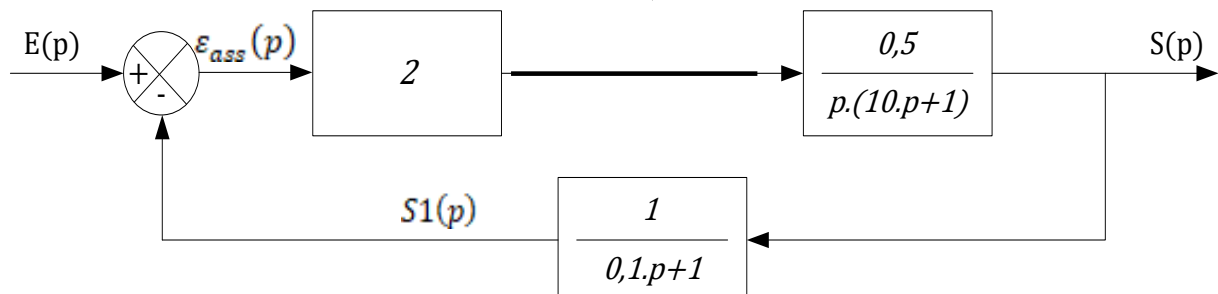 E(p)
+
-
εass(p)
2
0,5
p.(10.p+1)
S(p)
S1(p)
1
0,1.p+1